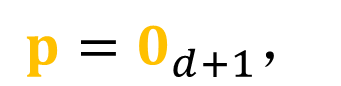 p = 0_{d+1},